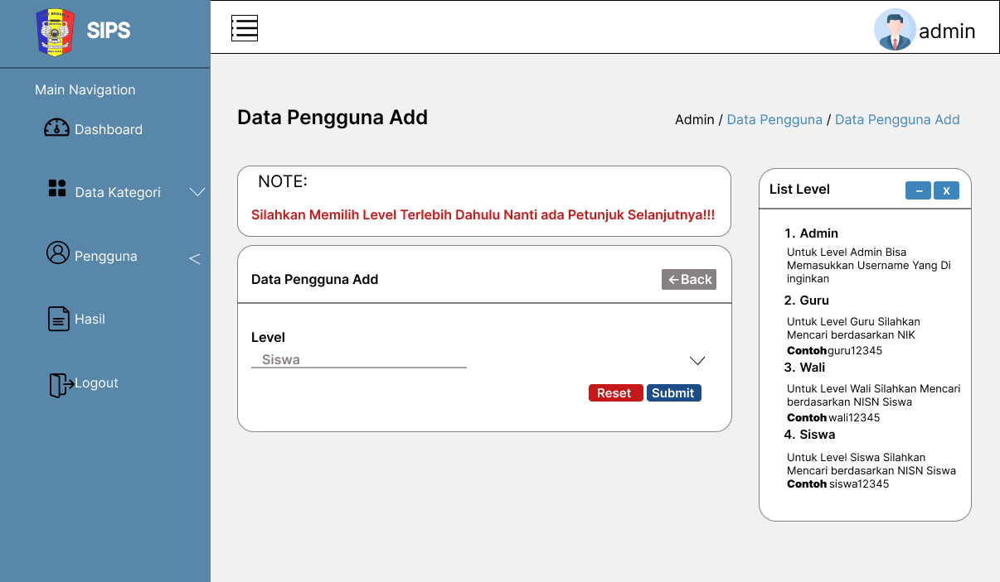 SIPS
admin
Main Navigation
Dashboard
Data Kategori
Pengguna
Hasil
Logout
Data Pengguna Add
Admin / Data Pengguna / Data Pengguna Add
NOTE:
Silahkan Memilih Level Terlebih Dahulu Nanti ada Petunjuk Selanjutnya!!!
Data Pengguna Add
Back
Level
Siswa
Reset Submit
List Level
– X
1. Admin
Untuk Level Admin Bisa
Memasukkan Username Yang Di
inginkan
2. Guru
Untuk Level Guru Silahkan
Mencari berdasarkan NIK
Contoh guru12345
3. Wali
Untuk Level Wali Silahkan Mencari
berdasarkan NISN Siswa
Contoh wali12345
4. Siswa
Untuk Level Siswa Silahkan
Mencari berdasarkan NISN Siswa
Contoh siswa12345